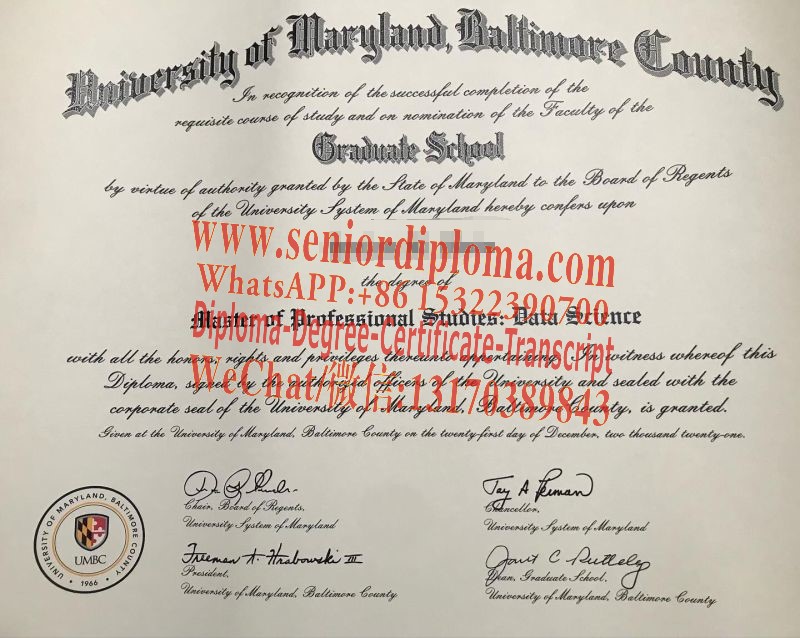 University of Maryland, Baltimore County
In recognition of the successful completion of the
requisite course of study and on nomination of the Faculty of the
Graduate School
by virtue of authority granted by the State of Maryland to the Board of Regents
of the University System of Maryland hereby confers upon
www.seniordiploma.com
the degree of
WhatsAPP:+86 15322390700
Master of Professional Studies: Data Science
Diploma-Degree-Certificate-Transcript
with all the honors, rights and privileges thereunto appertaining. In witness whereof this
Diploma, signed by the authorized officers of the University and sealed with the
WeChat/微信:13176389843
corporate seal of the University of Maryland, Baltimore County, is granted.
Given at the University of Maryland, Baltimore County on the twenty-first day of December, two thousand twenty-one.
Chair, Board of Regents,
University System of Maryland
Jay A Perman
Chancellor,
University System of Maryland
Freeman A. Hrabowski III
President,
University of Maryland, Baltimore County
Janet C Rutledge
Dean, Graduate School,
University of Maryland, Baltimore County
UNIVERSITY OF MARYLAND, BALTIMORE COUNTY
UMBC
1966